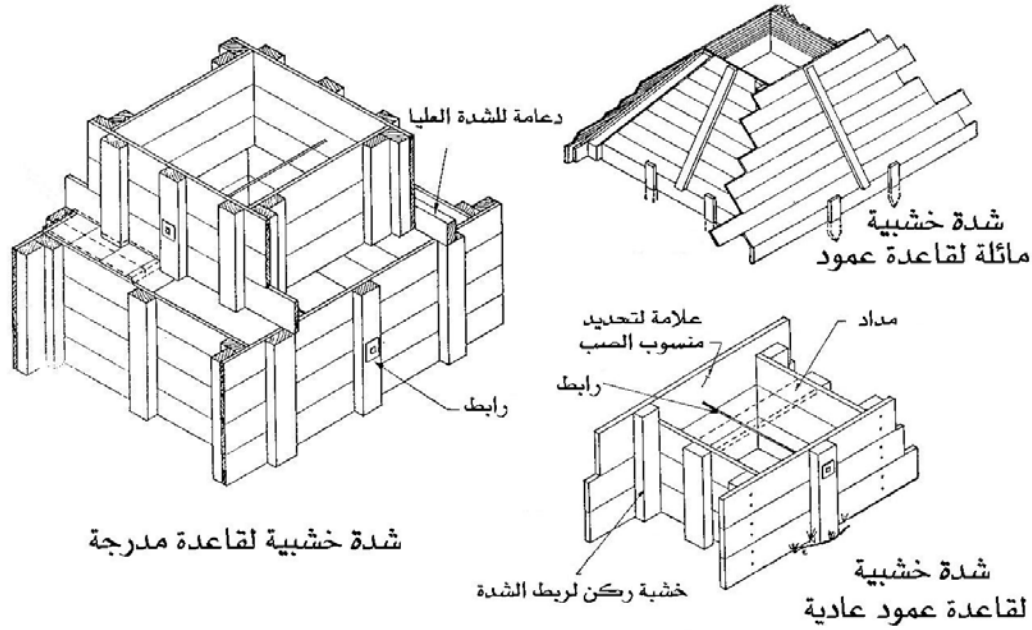 دعامة للشدة العليا
رابط
شدة خشبية لقاعدة مدرجة
شدة خشبية
مائلة لقاعدة عمود
علامة لتحديد
منسوب الصب
مداد
رابط
خشبة ركن لربط الشدة
شدة خشبية
لقاعدة عمود عادية